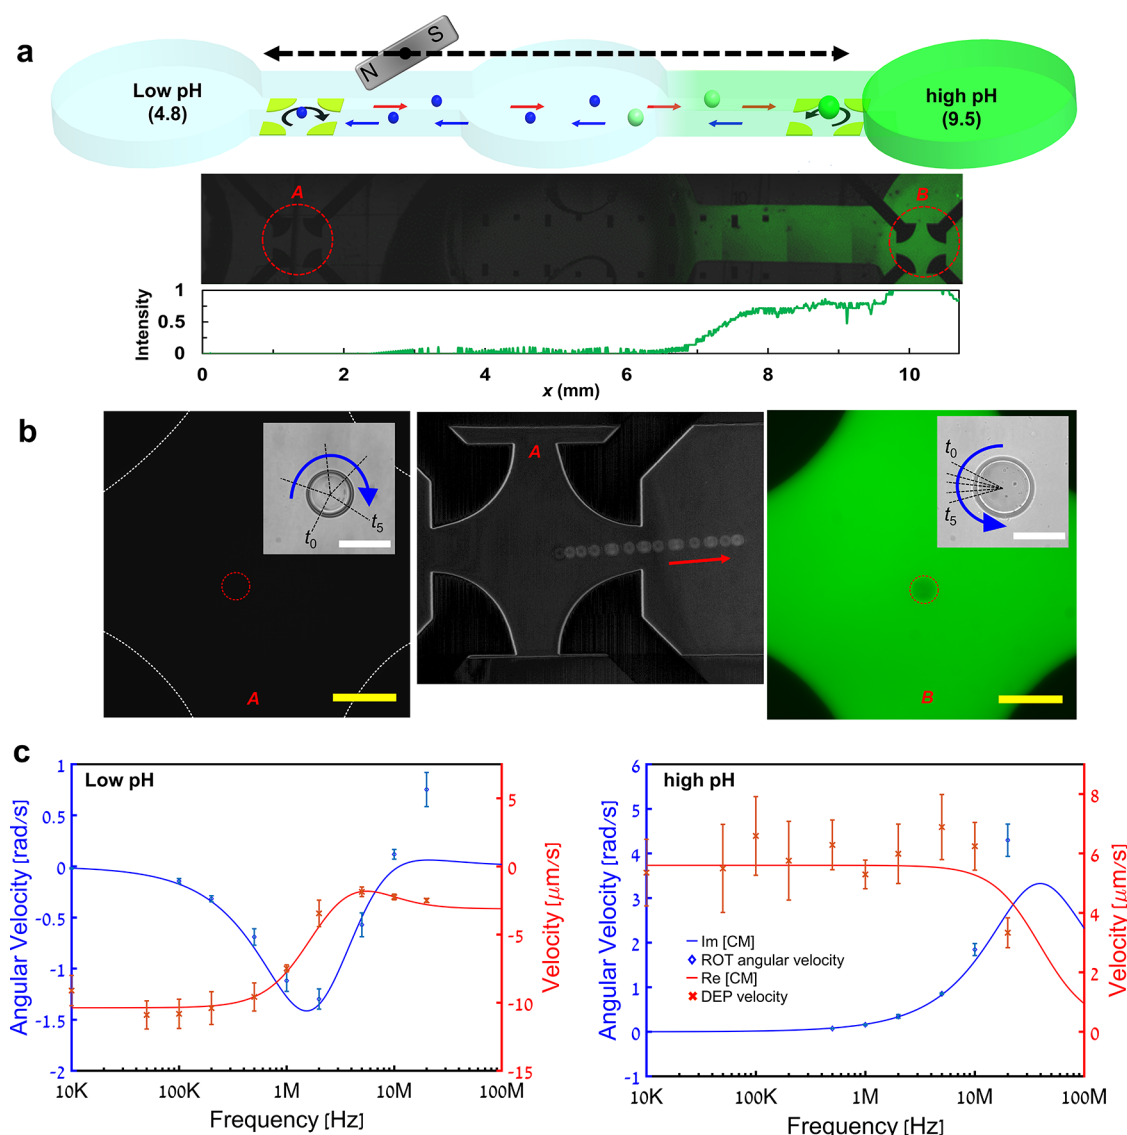 a
N
S
Low pH
(4.8)
high pH
(9.5)
A
B
Intensity
1
0.5
0
0 2 4 6 8 10
x (mm)
b
t0
t5
A
A
t0
t5
B
c
Low pH
Angular Velocity [rad/s]
1
0.5
0
-0.5
-1
-1.5
-2
Velocity [µm/s]
5
0
-5
-10
-15
10K 100K 1M 10M 100M
Frequency [Hz]
high pH
Angular Velocity [rad/s]
6
5
4
3
2
1
0
-1
Velocity [µm/s]
8
6
4
2
0
Im [CM]
ROT angular velocity
Re [CM]
DEP velocity
10K 100K 1M 10M 100M
Frequency [Hz]